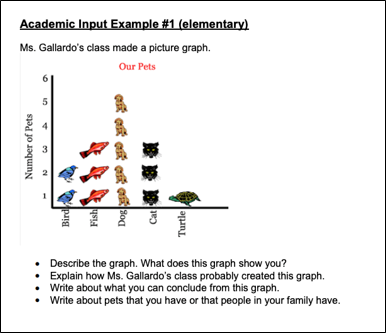 Academic Input Example #1 (elementary)
Ms. Gallardo's class made a picture graph.
Our Pets
Number of Pets
6
5
4
3
2
1
Bird
Fish
Dog
Cat
Turtle
• Describe the graph. What does this graph show you?
• Explain how Ms. Gallardo's class probably created this graph.
• Write about what you can conclude from this graph.
• Write about pets that you have or that people in your family have.